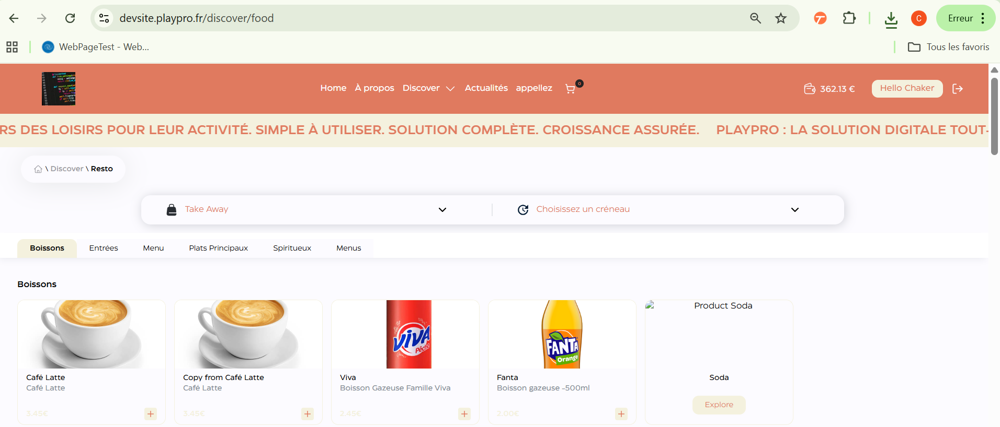 devsite.playpro.fr/discover/food
C
Erreur
WebPageTest - Web...
Tous les favoris
Home À propos Discover Actualités appellez 0
362.13 € Hello Chaker
RS DES LOISIRS POUR LEUR ACTIVITÉ. SIMPLE À UTILISER. SOLUTION COMPLÈTE. CROISSANCE ASSURÉE. PLAYPRO : LA SOLUTION DIGITALE TOUT-
\ Discover \ Resto
Take Away
Choisissez un créneau
Boissons Entrées Menu Plats Principaux Spiritueux Menus
Boissons
VIVA
Pêche
FANTA
Orange
Product Soda
Café Latte
Café Latte
3.45€ +
Copy from Café Latte
Café Latte
3.45€ +
Viva
Boisson Gazeuse Famille Viva
2.45€ +
Fanta
Boisson gazeuse -500ml
2.00€ +
Soda
Explore